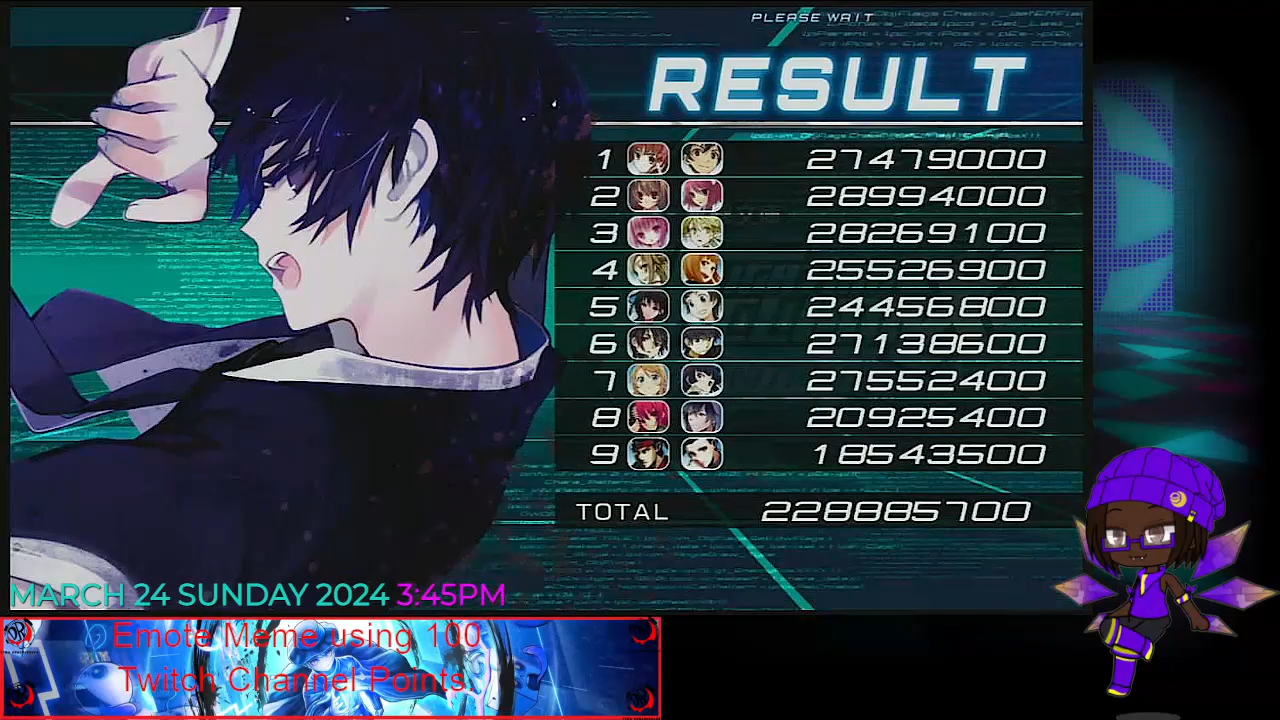 PLEASE WAIT
RESULT
1 27479000
2 28994000
3 28269100
4 25526900
5 24456800
6 27138600
7 27552400
8 20925400
9 18543500
TOTAL 228885700
MARCH 24 SUNDAY 2024 3:45PM
Emote Meme using 100
Twitch Channel Points